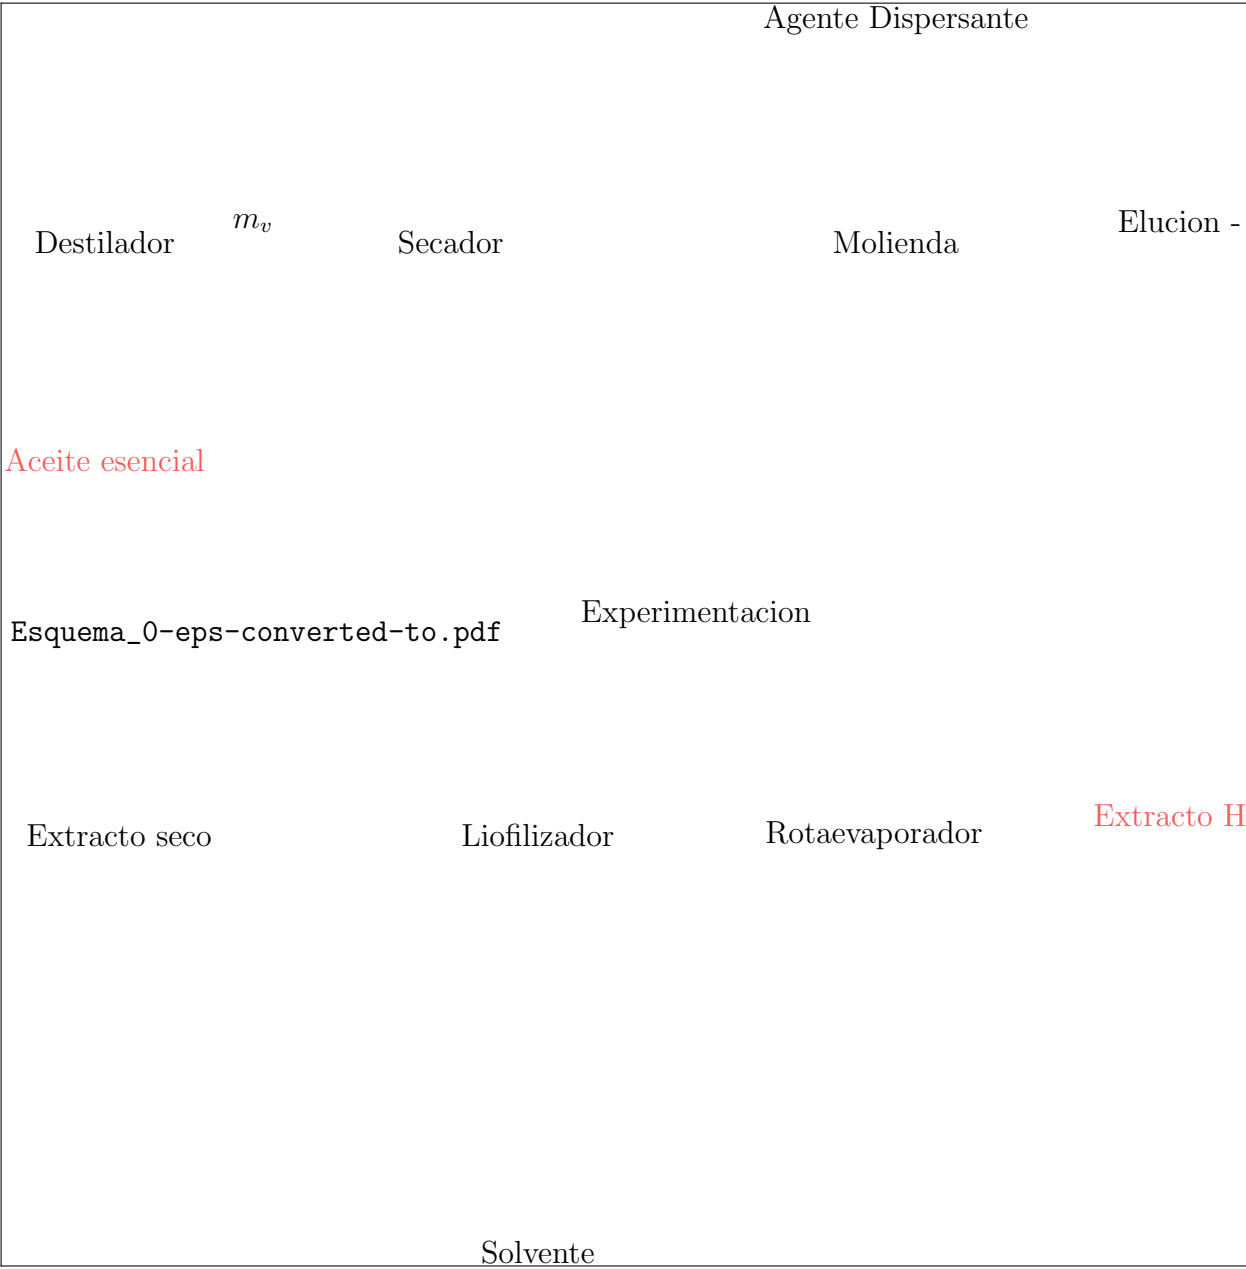 Agente Dispersante
Destilador
m_v
Secador
Molienda
Elucion -
Aceite esencial
Experimentacion
Esquema_0-eps-converted-to.pdf
Extracto seco
Liofilizador
Rotaevaporador
Extracto H
Solvente